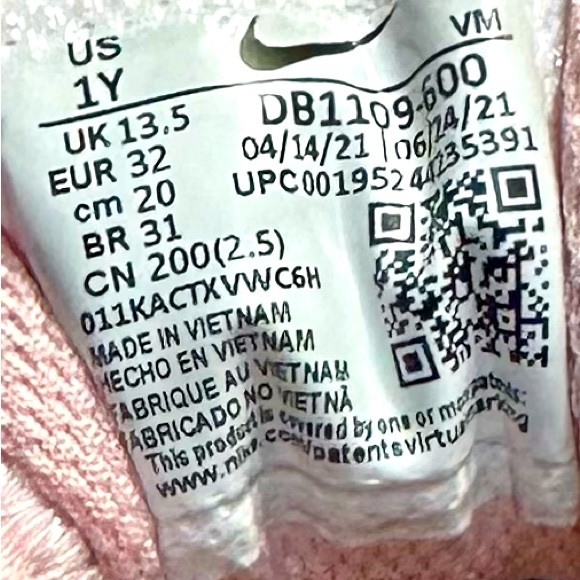 US
VM
1Y
UK 13.5
EUR 32
cm 20
BR 31
CN 200(2.5)
DB1109-600
04/14/21 06/24/21
UPC00195244235391
011KACTXVWC6H
MADE IN VIETNAM
HECHO EN VIETNAM
FABRIQUE AU VIETNAM
FABRICADO NO VIETNÃ
This product is covered by one or more patents:
www.nike.com/patentsvirtualmarking